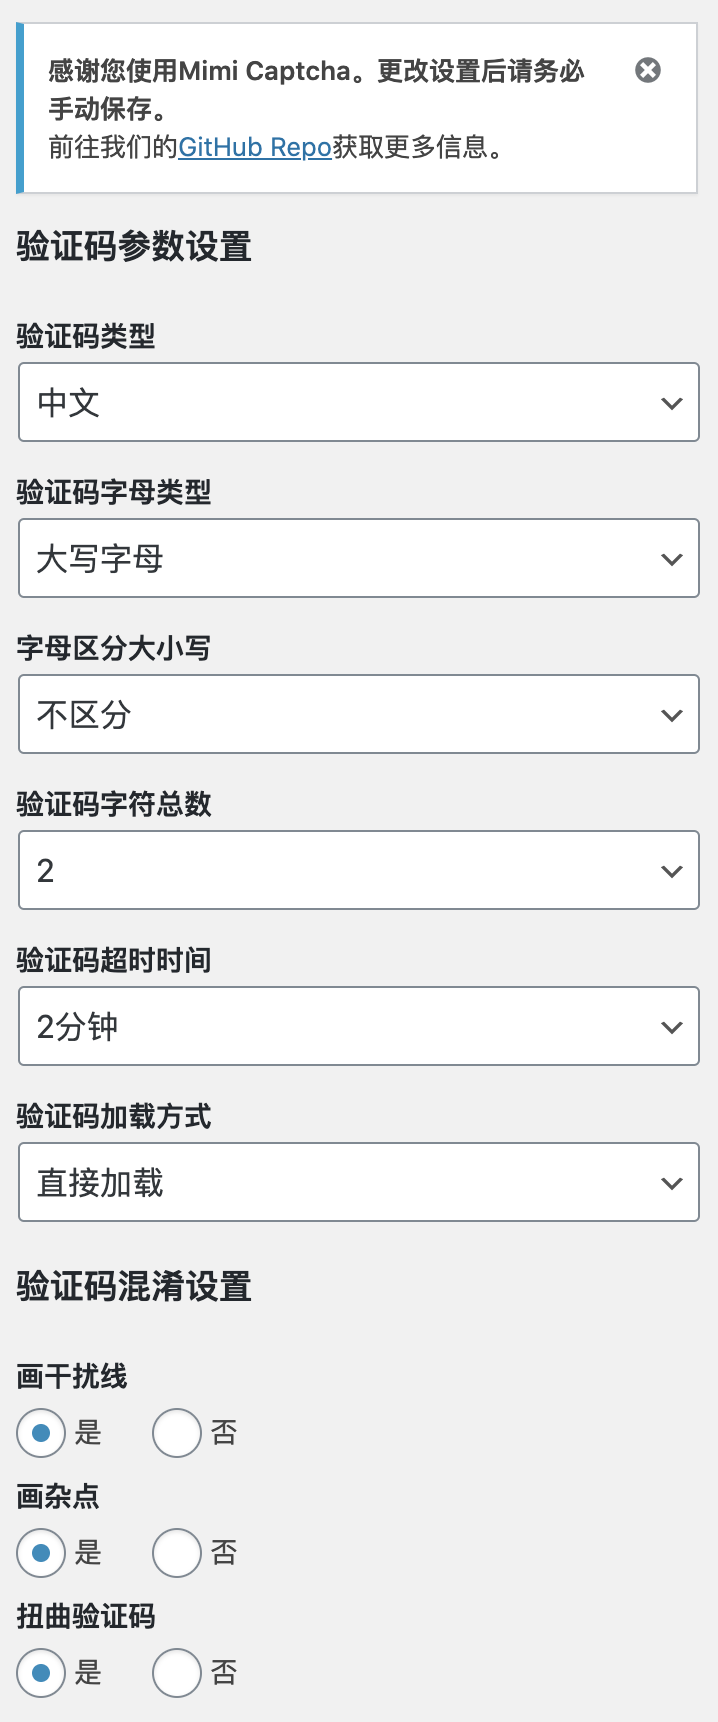 感谢您使用Mimi Captcha。更改设置后请务必
手动保存。
前往我们的GitHub Repo获取更多信息。
验证码参数设置
验证码类型
中文
验证码字母类型
大写字母
字母区分大小写
不区分
验证码字符总数
2
验证码超时时间
2分钟
验证码加载方式
直接加载
验证码混淆设置
画干扰线
是 否
画杂点
是 否
扭曲验证码
是 否